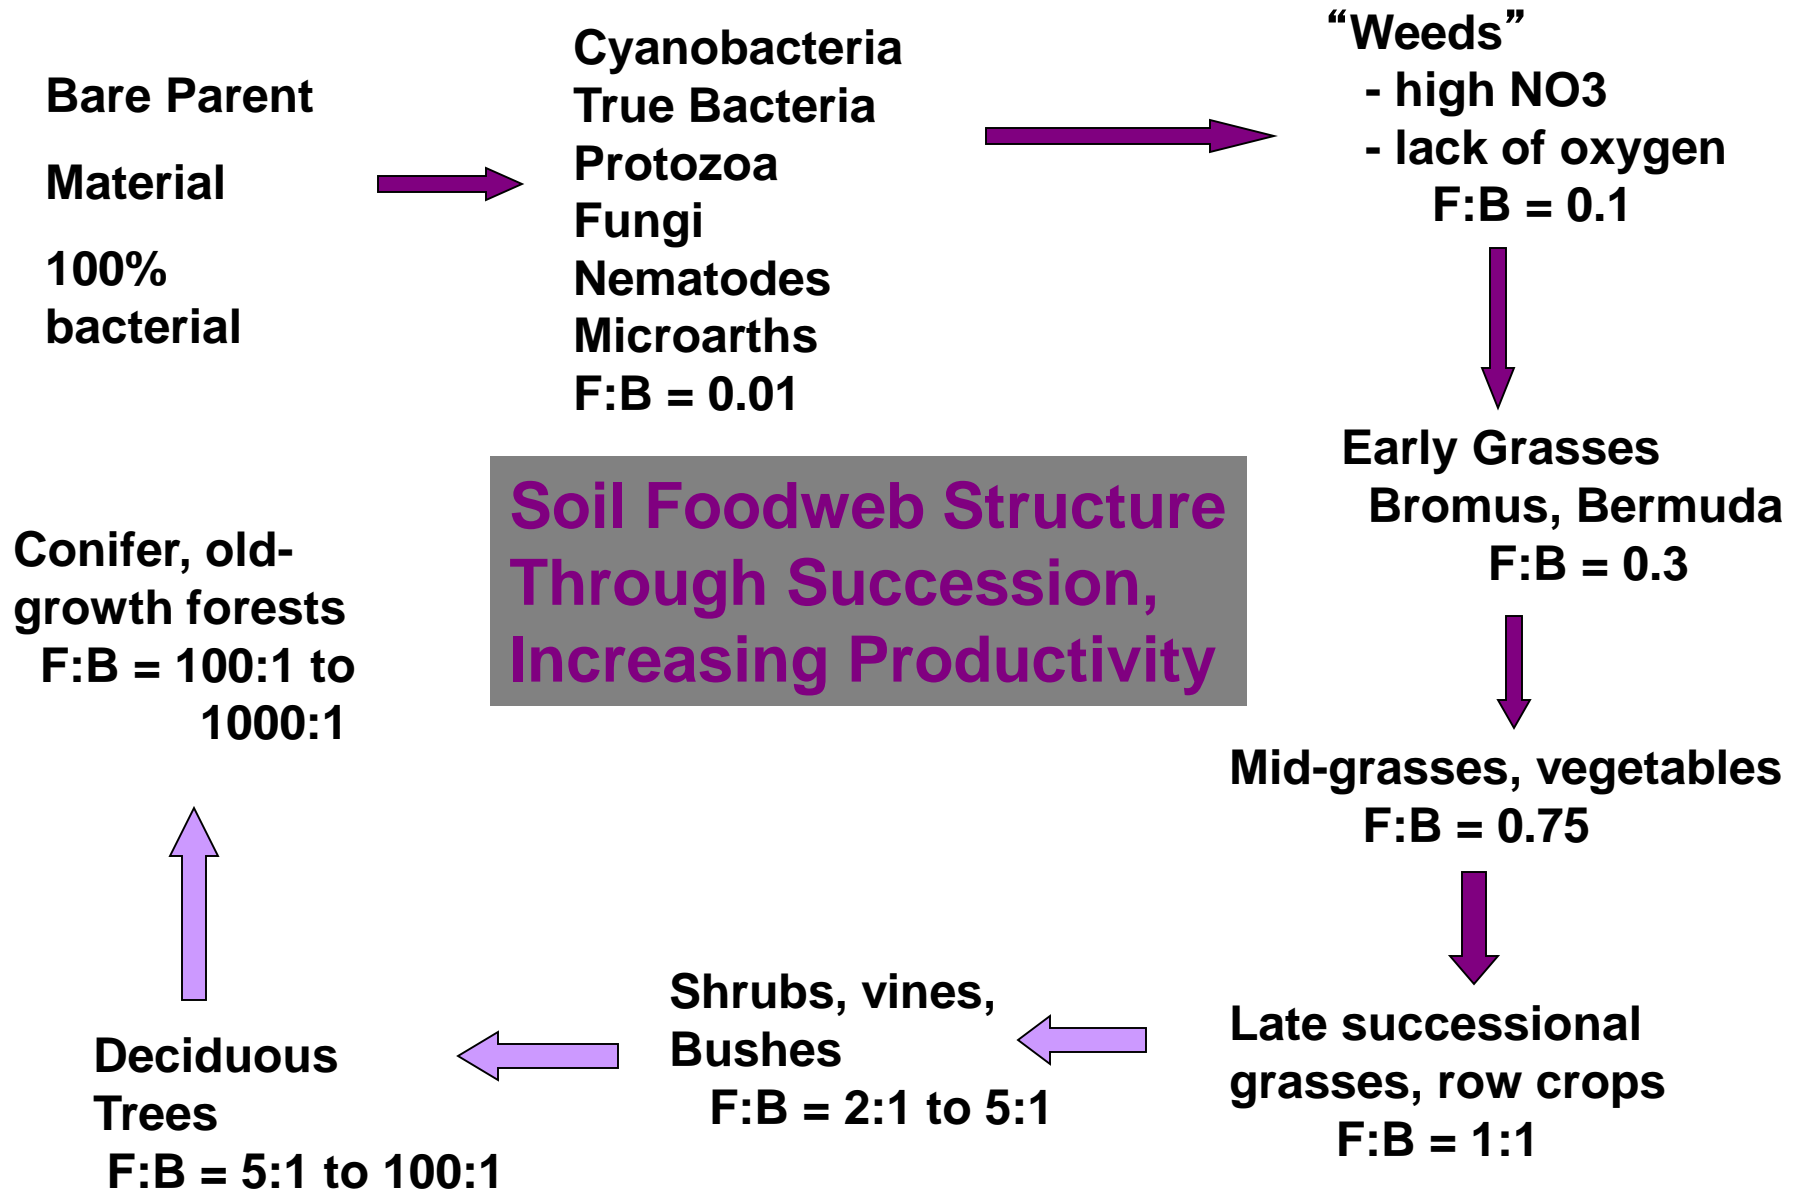 Bare Parent
Material
100%
bacterial
Cyanobacteria
True Bacteria
Protozoa
Fungi
Nematodes
Microarths
F:B = 0.01
“Weeds”
- high NO3
- lack of oxygen
F:B = 0.1
Early Grasses
Bromus, Bermuda
F:B = 0.3
Mid-grasses, vegetables
F:B = 0.75
Late successional
grasses, row crops
F:B = 1:1
Shrubs, vines,
Bushes
F:B = 2:1 to 5:1
Deciduous
Trees
F:B = 5:1 to 100:1
Conifer, old-
growth forests
F:B = 100:1 to
1000:1
Soil Foodweb Structure
Through Succession,
Increasing Productivity